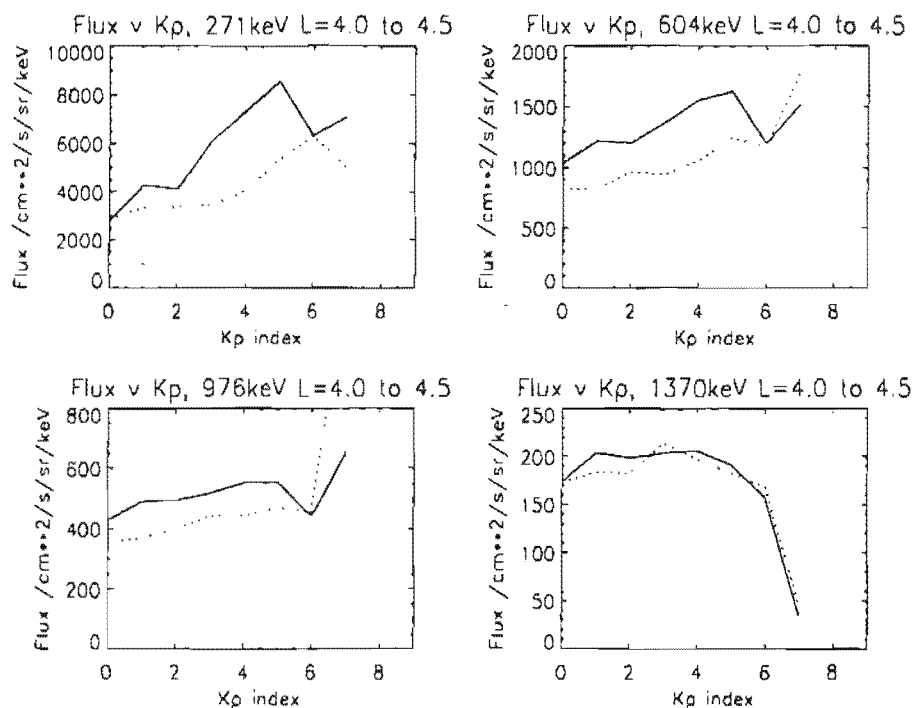 Flux v Kp, 271keV L=4.0 to 4.5
Flux /cm**2/s/sr/keV
10000
8000
6000
4000
2000
0
0 2 4 6 8
Kp index
Flux v Kp, 604keV L=4.0 to 4.5
Flux /cm**2/s/sr/keV
2000
1500
1000
500
0
0 2 4 6 8
Kp index
Flux v Kp, 976keV L=4.0 to 4.5
Flux /cm**2/s/sr/keV
800
600
400
200
0
0 2 4 6 8
Kp index
Flux v Kp, 1370keV L=4.0 to 4.5
Flux /cm**2/s/sr/keV
250
200
150
100
50
0
0 2 4 6 8
Kp index